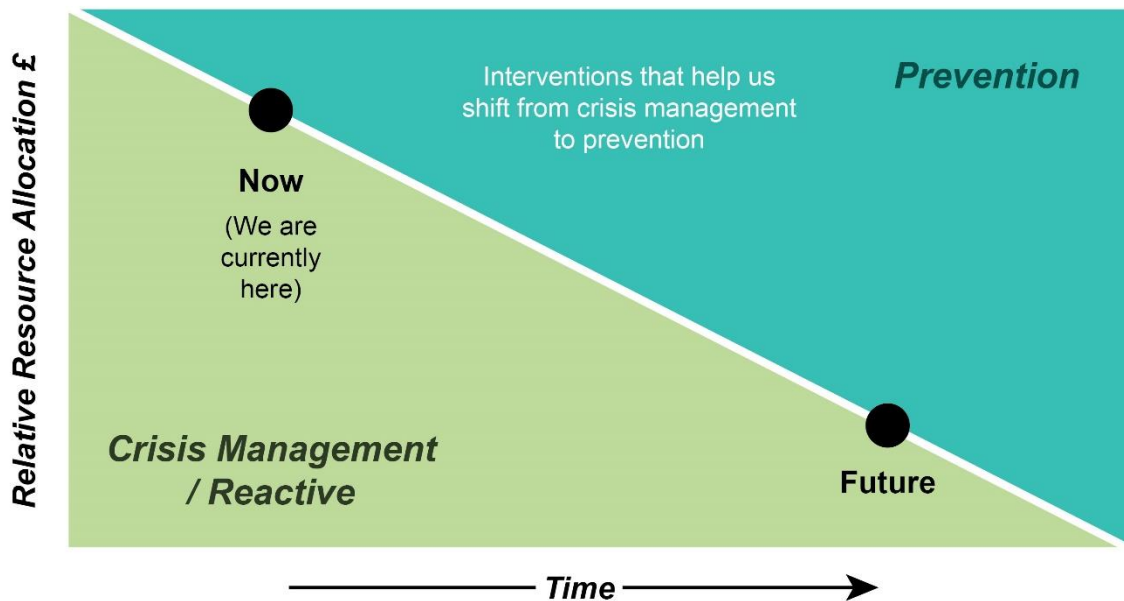 Relative Resource Allocation £
Interventions that help us
shift from crisis management
to prevention
Prevention
Now
(We are
currently
here)
Crisis Management
/ Reactive
Future
Time